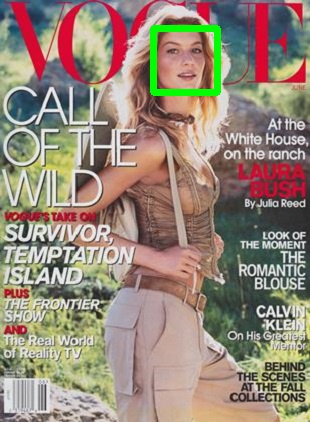 VOGUE
JUNE
CALL
OF THE
WILD
VOGUE'S TAKE ON
SURVIVOR,
TEMPTATION
ISLAND
PLUS
THE FRONTIER
SHOW
AND
The Real World
of Reality TV
At the
White House,
on the ranch
LAURA
BUSH
By Julia Reed
LOOK OF
THE MOMENT
THE
ROMANTIC
BLOUSE
CALVIN
KLEIN
On His Greatest
Mentor
BEHIND
THE SCENES
AT THE FALL
COLLECTIONS